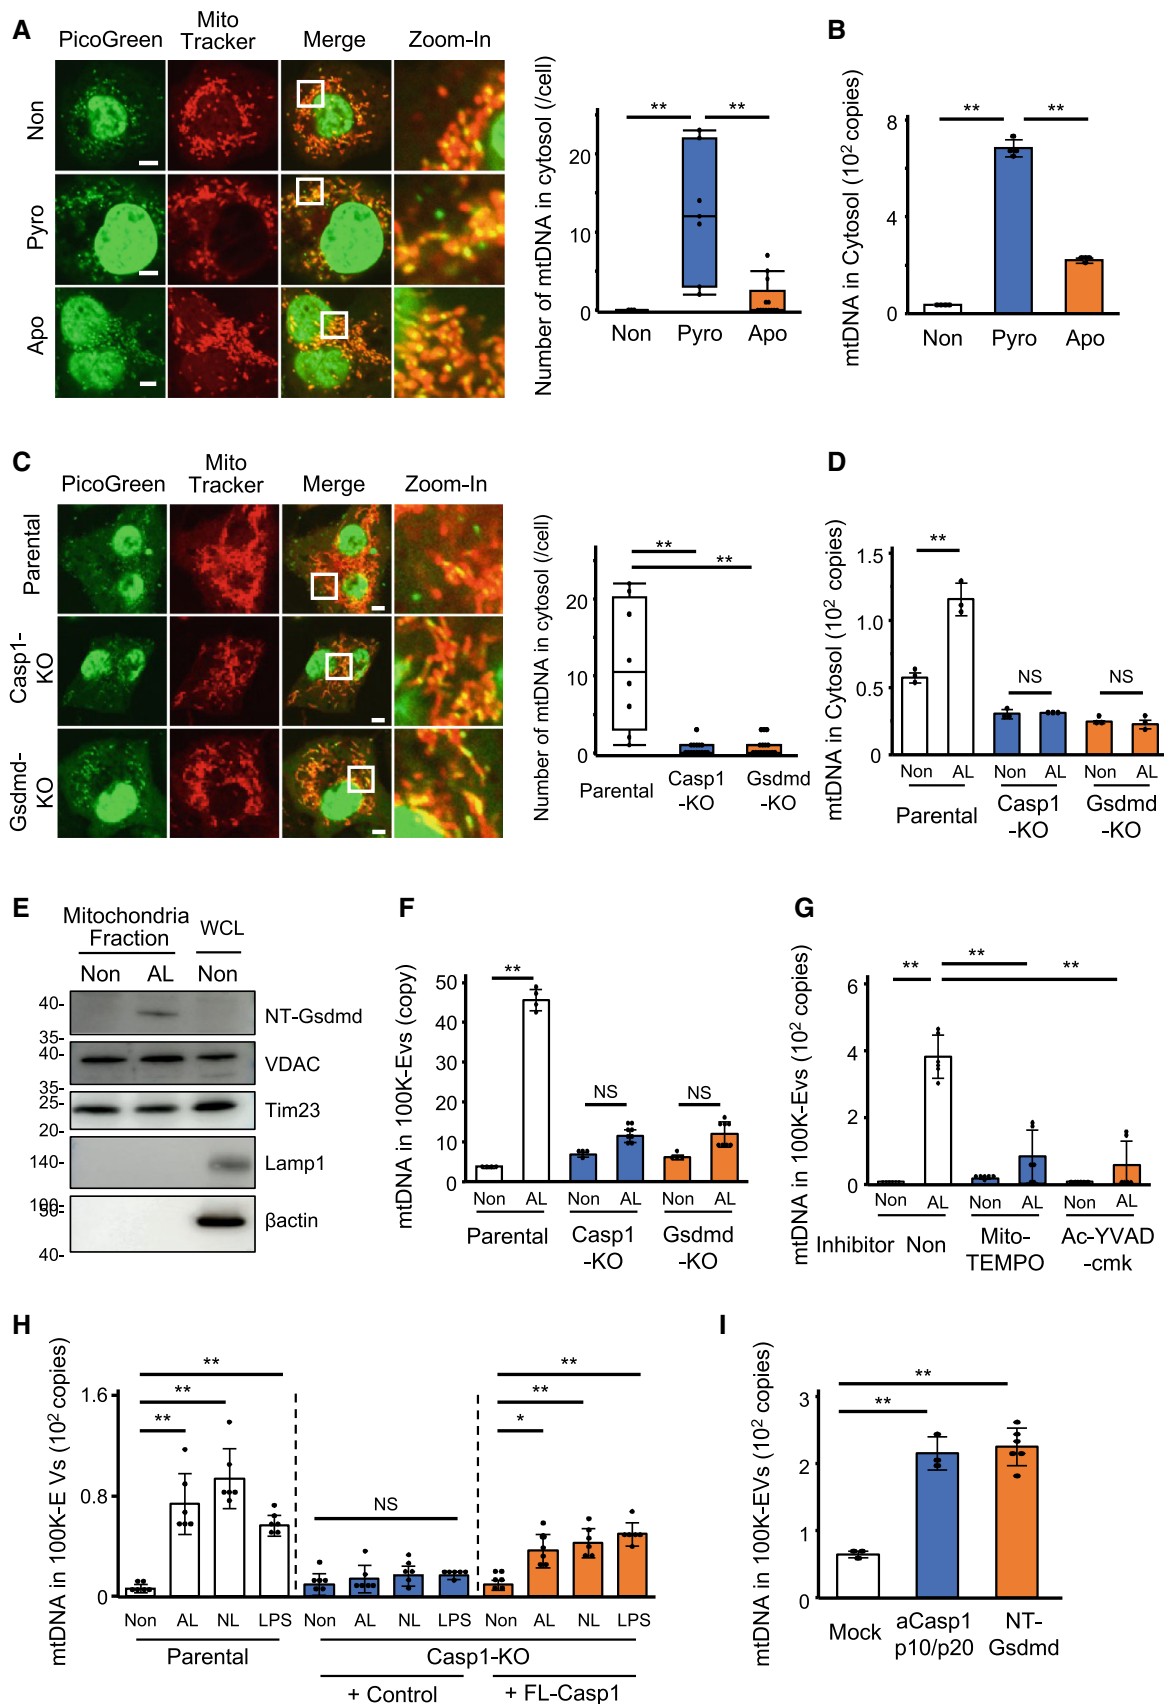 A
PicoGreen
Mito
Tracker
Merge
Zoom-In
Non
Pyro
Apo
Number of mtDNA in cytosol (/cell)
20
10
0
**
**
Non
Pyro
Apo
B
mtDNA in Cytosol (10² copies)
8
4
0
**
**
Non
Pyro
Apo
C
PicoGreen
Mito
Tracker
Merge
Zoom-In
Parental
Casp1-
KO
Gsdmd-
KO
Number of mtDNA in cytosol (/cell)
20
10
0
**
**
Parental
Casp1
-KO
Gsdmd
-KO
D
mtDNA in Cytosol (10² copies)
1.5
0.5
0
**
NS
NS
Non AL Non AL Non AL
Parental
Casp1
-KO
Gsdmd
-KO
E
Mitochondria
Fraction
WCL
Non AL Non
40-
35-
NT-Gsdmd
40-
35-
VDAC
25-
20-
Tim23
140-
Lamp1
100-
90-
40-
βactin
F
mtDNA in 100K-Evs (copy)
50
40
30
20
10
0
**
NS
NS
Non AL Non AL Non AL
Parental
Casp1
-KO
Gsdmd
-KO
G
mtDNA in 100K-Evs (10² copies)
6
4
2
0
**
**
**
Non AL Non AL Non AL
Inhibitor Non
Mito-
TEMPO
Ac-YVAD
-cmk
H
mtDNA in 100K-E Vs (10² copies)
1.6
0.8
0
**
**
**
NS
**
**
*
Non AL NL LPS Non AL NL LPS Non AL NL LPS
Parental
Casp1-KO
+ Control
+ FL-Casp1
I
mtDNA in 100K-EVs (10² copies)
3
2
1
0
**
**
Mock
aCasp1
p10/p20
NT-
Gsdmd